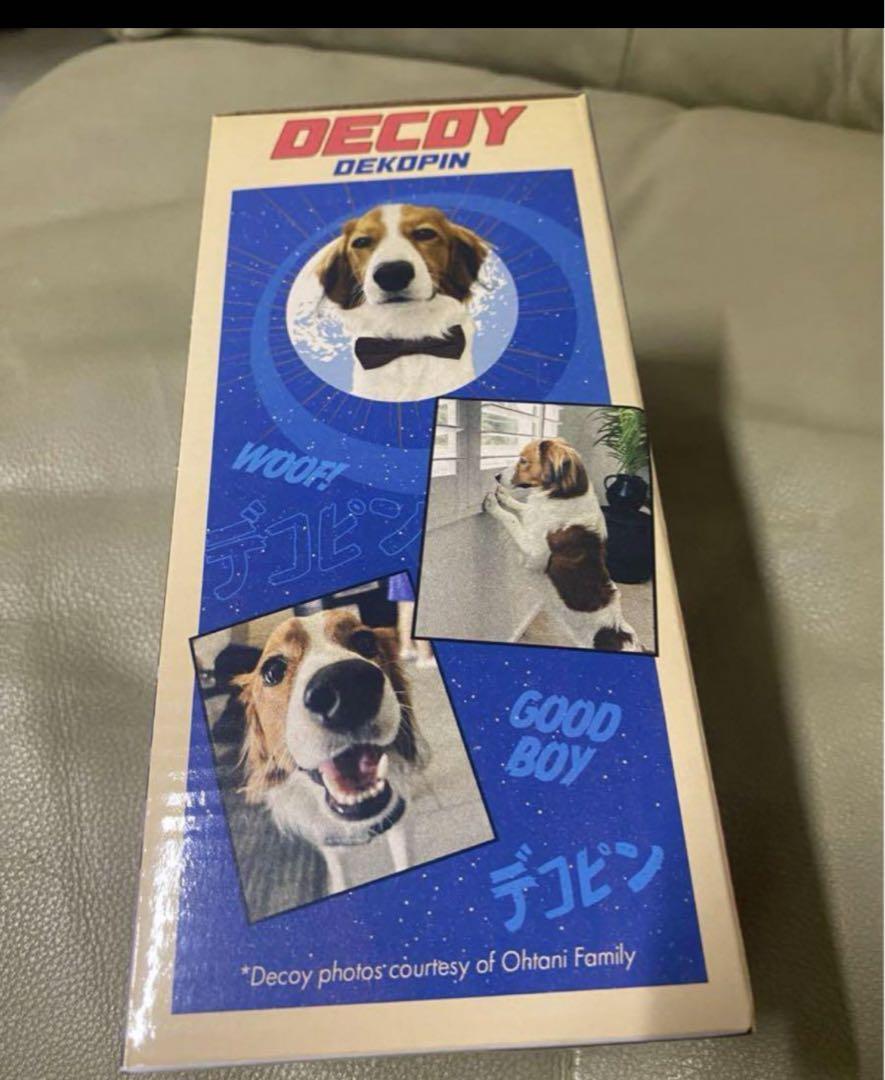 DECOY
DEKOPIN
WOOF!
デコピン
GOOD
BOY
デコピン
*Decoy photos courtesy of Ohtani Family